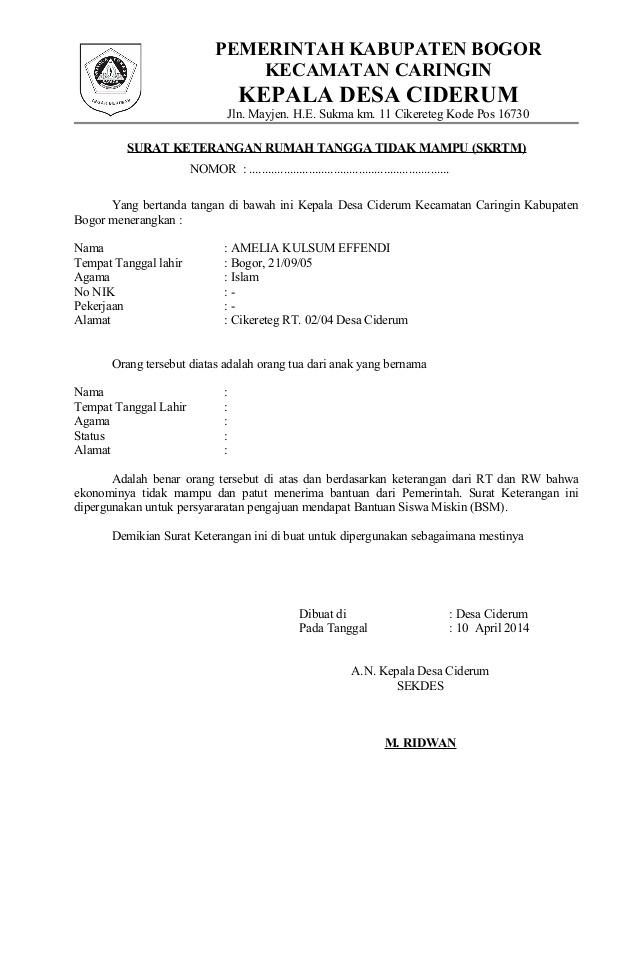 PEMERINTAH KABUPATEN BOGOR
KECAMATAN CARINGIN
KEPALA DESA CIDERUM
Jln. Mayjen. H.E. Sukma km. 11 Cikereteg Kode Pos 16730
SURAT KETERANGAN RUMAH TANGGA TIDAK MAMPU (SKRTM)
NOMOR : ...............................................................
Yang bertanda tangan di bawah ini Kepala Desa Ciderum Kecamatan Caringin Kabupaten
Bogor menerangkan :
Nama : AMELIA KULSUM EFFENDI
Tempat Tanggal lahir : Bogor, 21/09/05
Agama : Islam
No NIK : -
Pekerjaan : -
Alamat : Cikereteg RT. 02/04 Desa Ciderum
Orang tersebut diatas adalah orang tua dari anak yang bernama
Nama :
Tempat Tanggal Lahir :
Agama :
Status :
Alamat :
Adalah benar orang tersebut di atas dan berdasarkan keterangan dari RT dan RW bahwa
ekonominya tidak mampu dan patut menerima bantuan dari Pemerintah. Surat Keterangan ini
dipergunakan untuk persyararatan pengajuan mendapat Bantuan Siswa Miskin (BSM).
Demikian Surat Keterangan ini di buat untuk dipergunakan sebagaimana mestinya
Dibuat di : Desa Ciderum
Pada Tanggal : 10 April 2014
A.N. Kepala Desa Ciderum
SEKDES
M. RIDWAN